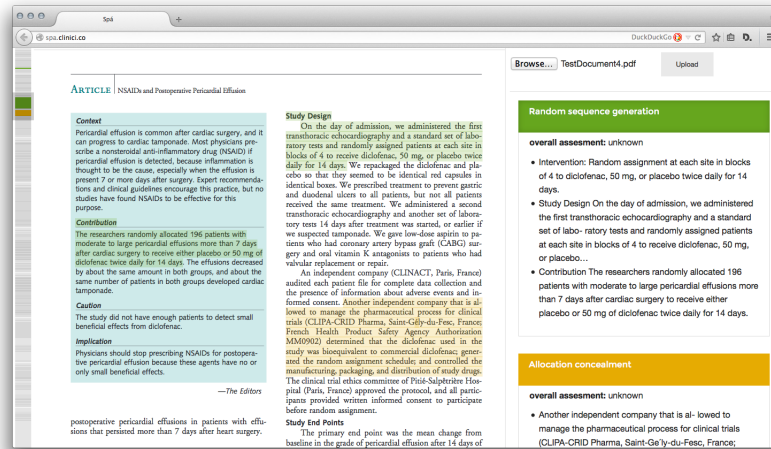 Spá
+
spa.clinici.co
DuckDuckGo
ARTICLE | NSAIDs and Postoperative Pericardial Effusion
Context
Pericardial effusion is common after cardiac surgery, and it
can progress to cardiac tamponade. Most physicians pre-
scribe a nonsteroidal anti-inflammatory drug (NSAID) if
pericardial effusion is detected, because inflammation is
thought to be the cause, especially when the effusion is
present 7 or more days after surgery. Expert recommenda-
tions and clinical guidelines encourage this practice, but no
studies have found NSAIDs to be effective for this
purpose.
Contribution
The researchers randomly allocated 196 patients with
moderate to large pericardial effusions more than 7 days
after cardiac surgery to receive either placebo or 50 mg of
diclofenac twice daily for 14 days. The effusions decreased
by about the same amount in both groups, and about the
same number of patients in both groups developed cardiac
tamponade.
Caution
The study did not have enough patients to detect small
beneficial effects from diclofenac.
Implication
Physicians should stop prescribing NSAIDs for postopera-
tive pericardial effusion because these agents have no or
only small beneficial effects.
—The Editors
postoperative pericardial effusions in patients with effu-
sions that persisted more than 7 days after heart surgery.
Study Design
On the day of admission, we administered the first
transthoracic echocardiography and a standard set of labo-
ratory tests and randomly assigned patients at each site in
blocks of 4 to receive diclofenac, 50 mg, or placebo twice
daily for 14 days. We repackaged the diclofenac and pla-
cebo so that they seemed to be identical red capsules in
identical boxes. We prescribed treatment to prevent gastric
and duodenal ulcers to all patients, but not all patients
received the same treatment. We administered a second
transthoracic echocardiography and another set of labora-
tory tests 14 days after treatment was started, or earlier if
we suspected tamponade. We gave low-dose aspirin to pa-
tients who had coronary artery bypass graft (CABG) sur-
gery and oral vitamin K antagonists to patients who had
valvular replacement or repair.
An independent company (CLINACT, Paris, France)
audited each patient file for complete data collection and
the presence of information about adverse events and in-
formed consent. Another independent company that is al-
lowed to manage the pharmaceutical process for clinical
trials (CLIPA-CRID Pharma, Saint-Gély-du-Fesc, France;
French Health Product Safety Agency Authorization
MM0902) determined that the diclofenac used in the
study was bioequivalent to commercial diclofenac; gener-
ated the random assignment schedule; and controlled the
manufacturing, packaging, and distribution of study drugs.
The clinical trial ethics committee of Pitié-Salpêtrière Hos-
pital (Paris, France) approved the protocol, and all partic-
ipants provided written informed consent to participate
before random assignment.
Study End Points
The primary end point was the mean change from
baseline in the grade of pericardial effusion after 14 days of
Browse... TestDocument4.pdf Upload
Random sequence generation
overall assesment: unknown
• Intervention: Random assignment at each site in blocks
of 4 to diclofenac, 50 mg, or placebo twice daily for 14
days.
• Study Design On the day of admission, we administered
the first transthoracic echocardiography and a standard
set of labo- ratory tests and randomly assigned patients
at each site in blocks of 4 to receive diclofenac, 50 mg,
or placebo...
• Contribution The researchers randomly allocated 196
patients with moderate to large pericardial effusions more
than 7 days after cardiac surgery to receive either
placebo or 50 mg of diclofenac twice daily for 14 days.
Allocation concealment
overall assesment: unknown
• Another independent company that is al- lowed to
manage the pharmaceutical process for clinical trials
(CLIPA-CRID Pharma, Saint-Ge´ly-du-Fesc, France;